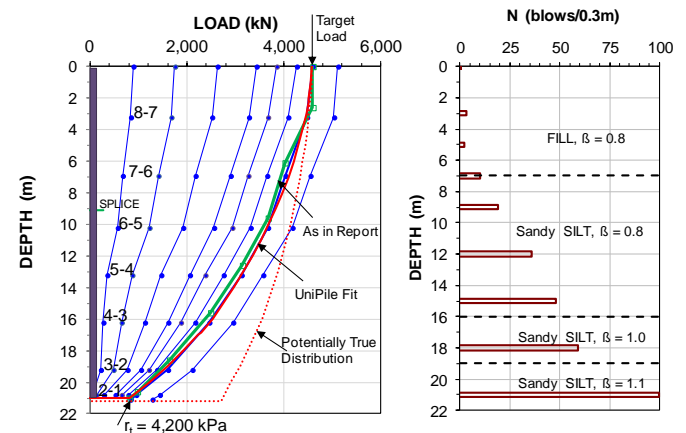 LOAD (kN)
Target
Load
0
2,000
4,000
6,000
0
2
4
6
8
10
12
14
16
18
20
22
DEPTH (m)
8-7
7-6
SPLICE
6-5
5-4
4-3
3-2
2-1
As in Report
UniPile Fit
Potentially True
Distribution
rt = 4,200 kPa
N (blows/0.3m)
0
25
50
75
100
0
2
4
6
8
10
12
14
16
18
20
22
DEPTH (m)
FILL, ß = 0.8
Sandy SILT, ß = 0.8
Sandy SILT, ß = 1.0
Sandy SILT, ß = 1.1